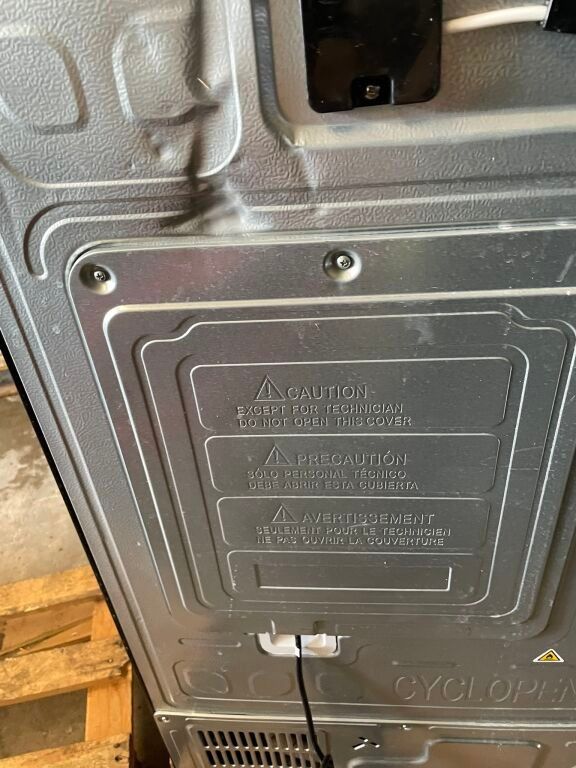 CAUTION
EXCEPT FOR TECHNICIAN
DO NOT OPEN THIS COVER
PRECAUTIÓN
SÓLO PERSONAL TÉCNICO
DEBE ABRIR ESTA CUBIERTA
AVERTISSEMENT
SEULEMENT POUR LE TECHNICIEN
NE PAS OUVRIR LA COUVERTURE
CYCLOPEN